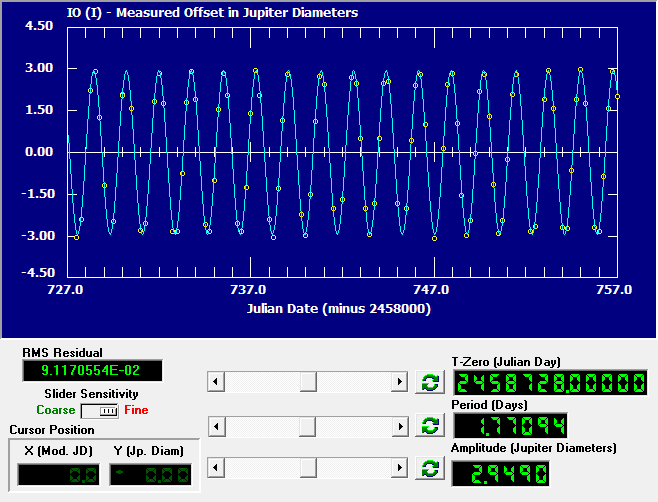 IO (I) - Measured Offset in Jupiter Diameters
4.50
3.00
1.50
0.00
-1.50
-3.00
-4.50
727.0 737.0 747.0 757.0
Julian Date (minus 2458000)
RMS Residual
9.1170554E-02
Slider Sensitivity
Coarse Fine
Cursor Position
X (Mod. JD) Y (Jp. Diam)
0.0 0.00
T-Zero (Julian Day)
2458728.00000
Period (Days)
1.77094
Amplitude (Jupiter Diameters)
2.9490